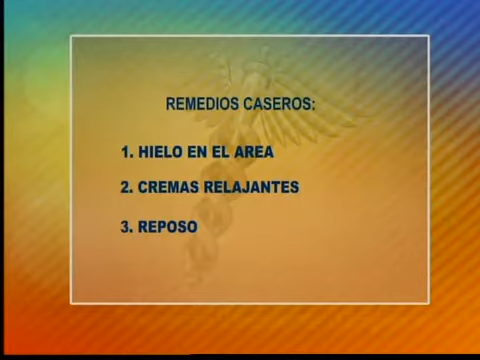 REMEDIOS CASEROS:
1. HIELO EN EL AREA
2. CREMAS RELAJANTES
3. REPOSO